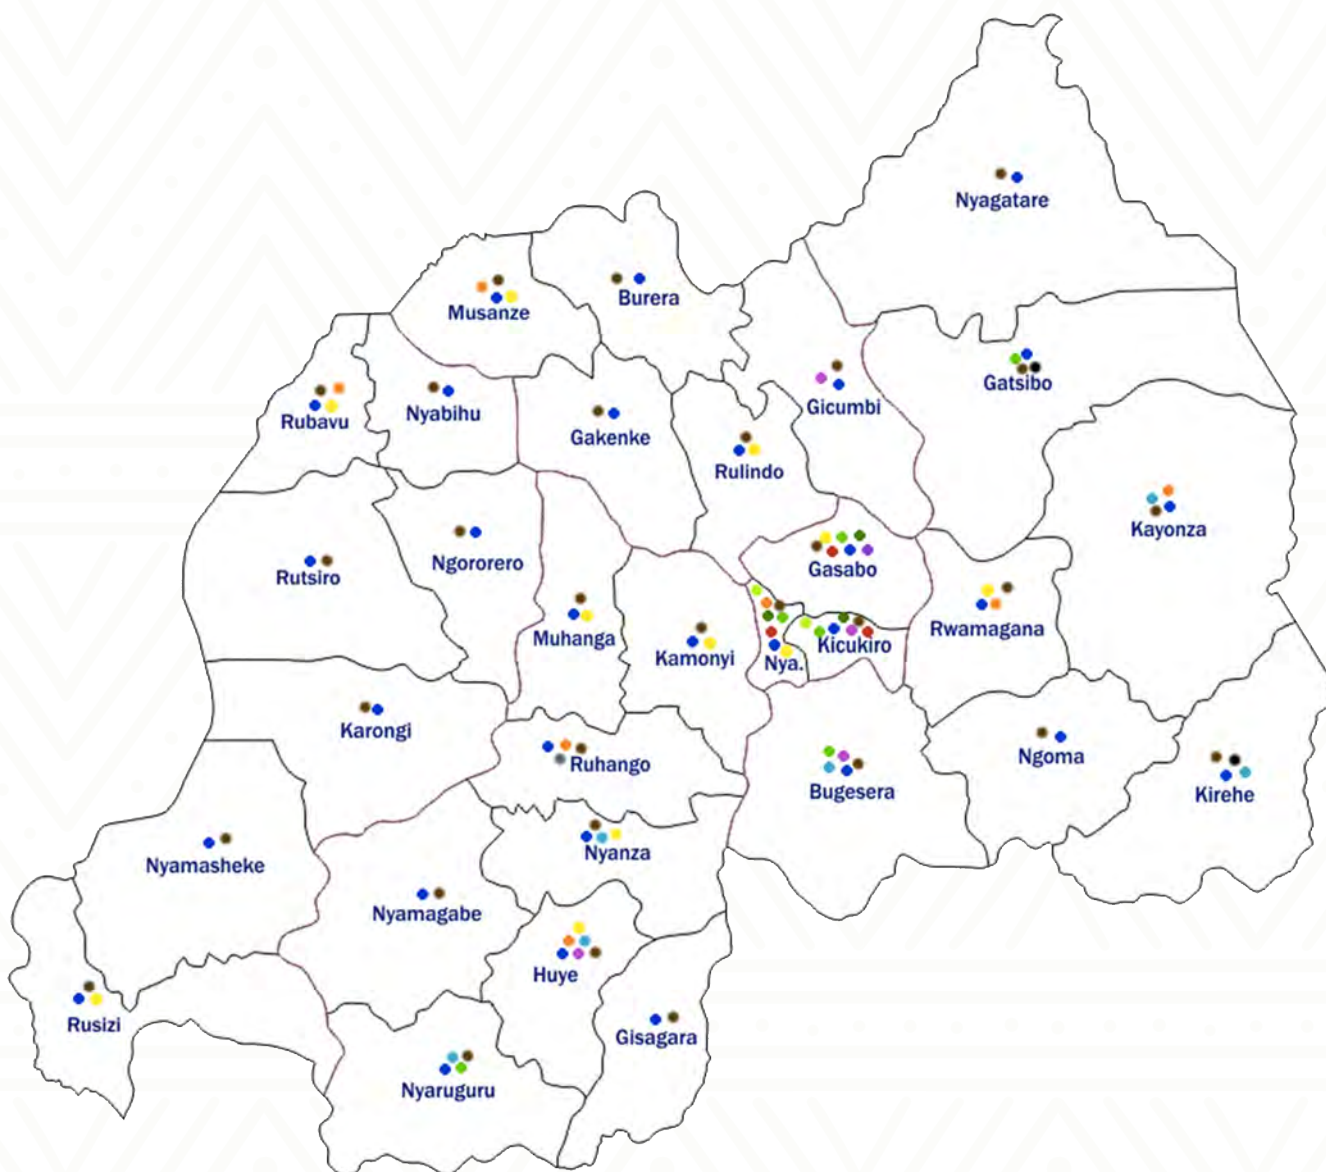 Nyagatare
Burera
Musanze
Gatsibo
Gicumbi
Nyabihu
Rubavu
Gakenke
Rulindo
Kayonza
Ngororero
Gasabo
Rutsiro
Rwamagana
Muhanga
Kicukiro
Kamonyi
Nya.
Karongi
Ngoma
Ruhango
Bugesera
Kirehe
Nyanza
Nyamasheke
Nyamagabe
Huye
Rusizi
Gisagara
Nyaruguru